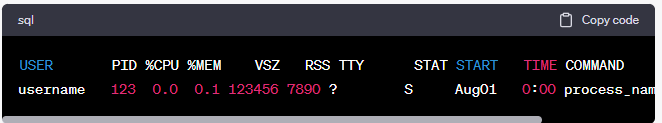 sql Copy code
USER PID %CPU %MEM VSZ RSS TTY STAT START TIME COMMAND
username 123 0.0 0.1 123456 7890 ? S Aug01 0:00 process_nam